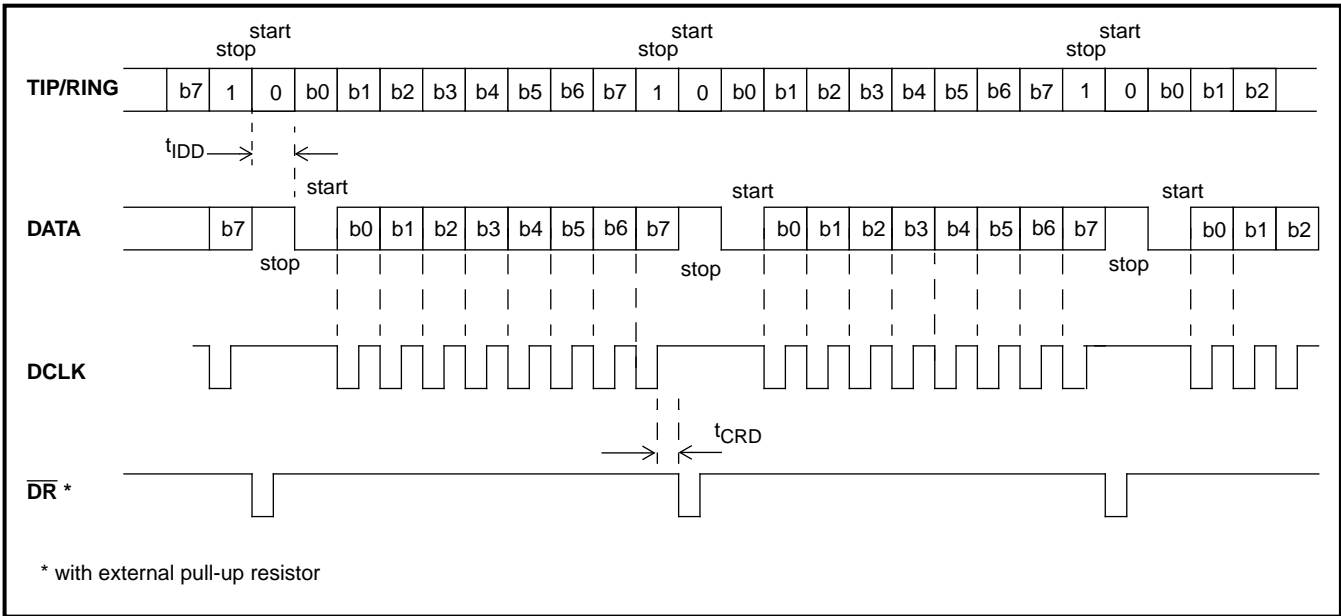 start start start
stop stop stop
TIP/RING b7 1 0 b0 b1 b2 b3 b4 b5 b6 b7 1 0 b0 b1 b2 b3 b4 b5 b6 b7 1 0 b0 b1 b2
tIDD
start start start
DATA b7 b0 b1 b2 b3 b4 b5 b6 b7 b0 b1 b2 b3 b4 b5 b6 b7 b0 b1 b2
stop stop stop
DCLK
tCRD
DR *
* with external pull-up resistor